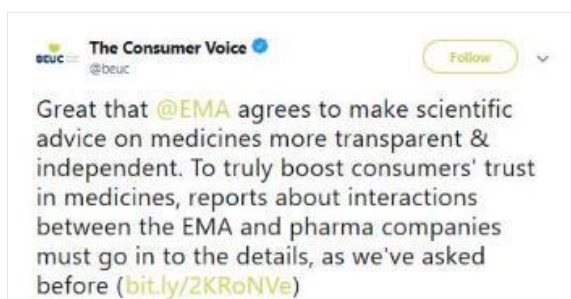 The Consumer Voice
BEUC
@beuc
Follow
Great that @EMA agrees to make scientific
advice on medicines more transparent &
independent. To truly boost consumers' trust
in medicines, reports about interactions
between the EMA and pharma companies
must go in to the details, as we've asked
before (bit.ly/2KRoNVe)